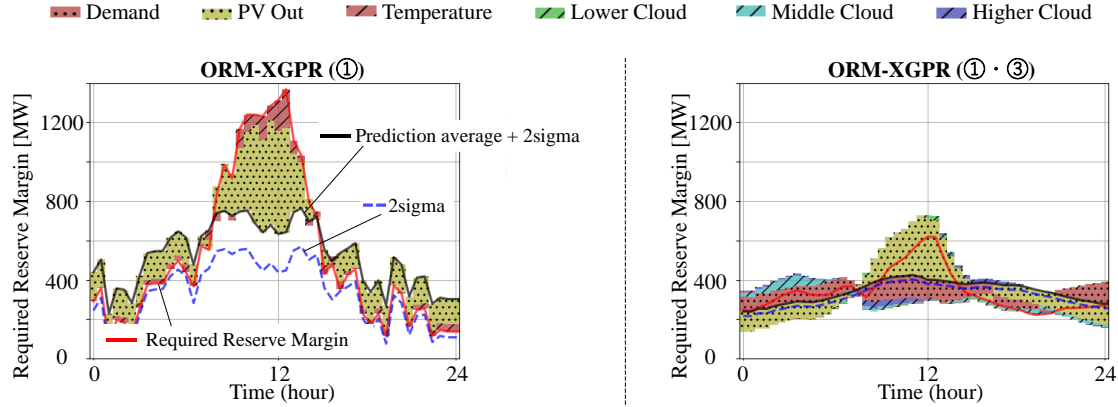 Demand PV Out Temperature Lower Cloud Middle Cloud Higher Cloud
ORM-XGPR (①)
Required Reserve Margin [MW]
1200
800
400
0
Prediction average + 2sigma
2sigma
Required Reserve Margin
0 12 24
Time (hour)
ORM-XGPR (①・③)
Required Reserve Margin [MW]
1200
800
400
0
0 12 24
Time (hour)